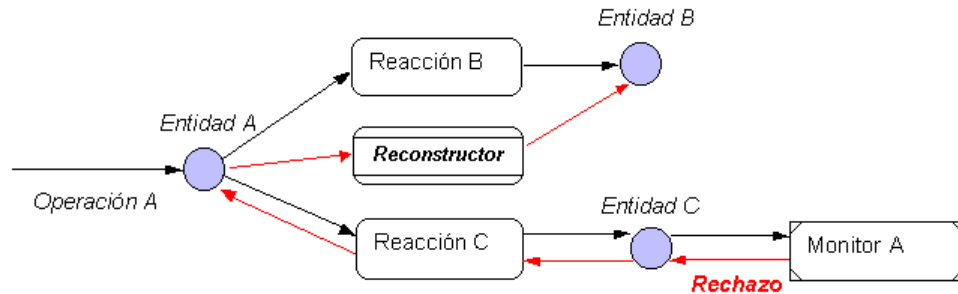 Entidad B
Reacción B
Entidad A
Reconstructor
Operación A
Entidad C
Reacción C
Monitor A
Rechazo